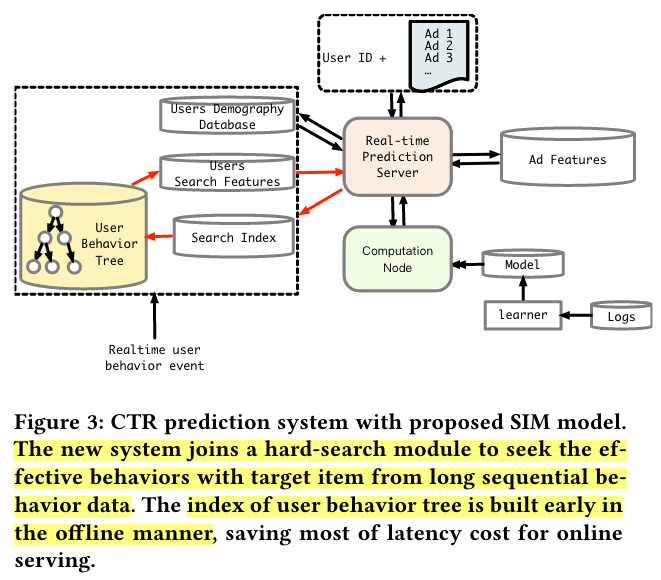 User ID +
Ad 1
Ad 2
Ad 3
…
Users Demography
Database
Real-time
Prediction
Server
Ad Features
Users
Search Features
User
Behavior
Tree
Search Index
Computation
Node
Model
learner
Logs
Realtime user
behavior event
Figure 3: CTR prediction system with proposed SIM model.
The new system joins a hard-search module to seek the ef-
fective behaviors with target item from long sequential be-
havior data. The index of user behavior tree is built early in
the offline manner, saving most of latency cost for online
serving.